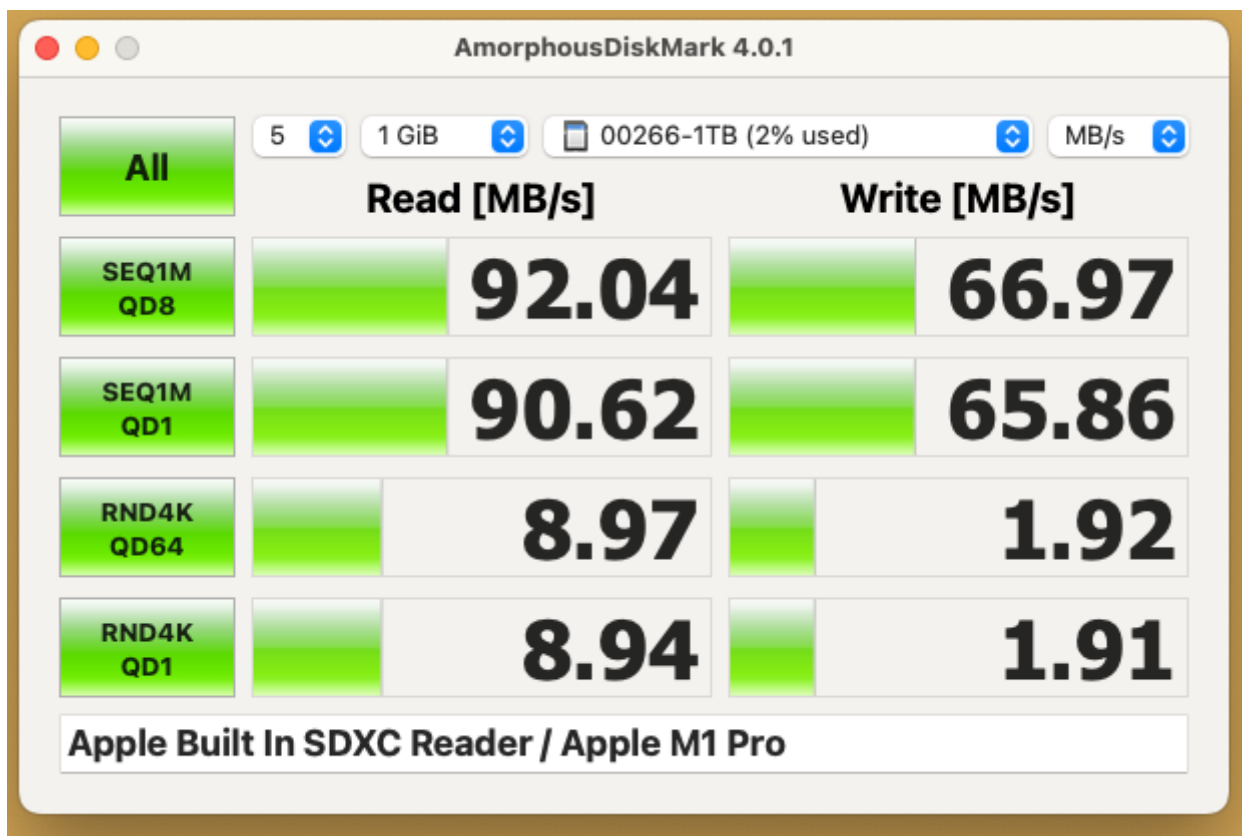 AmorphousDiskMark 4.0.1
All
5
1 GiB
00266-1TB (2% used)
MB/s
Read [MB/s]
Write [MB/s]
SEQ1M
QD8
92.04
66.97
SEQ1M
QD1
90.62
65.86
RND4K
QD64
8.97
1.92
RND4K
QD1
8.94
1.91
Apple Built In SDXC Reader / Apple M1 Pro